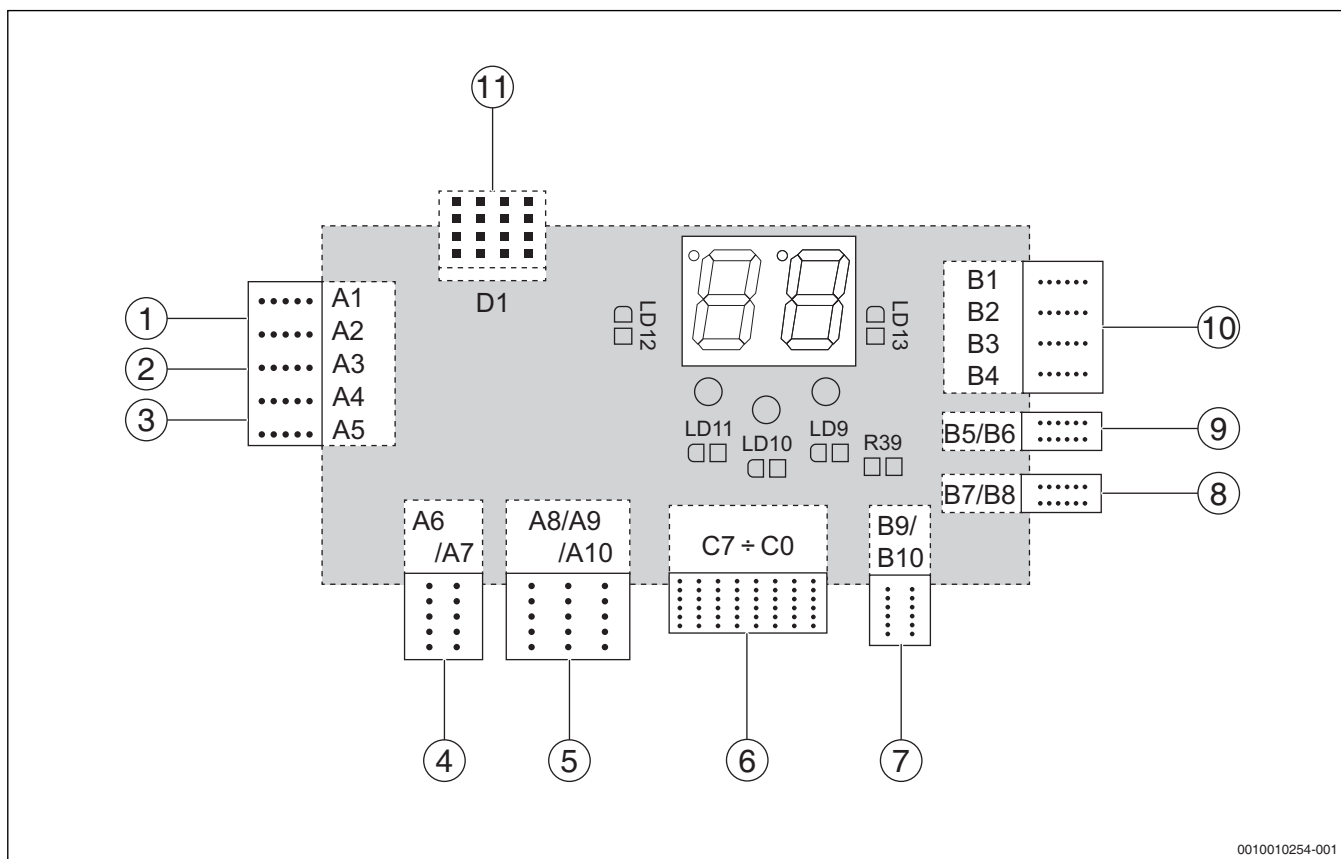 11
D1
A1
A2
A3
A4
A5
1
2
3
LD12
88
LD13
LD11
LD10
LD9
R39
B1
B2
B3
B4
10
B5/B6
9
B7/B8
8
A6
/A7
A8/A9
/A10
C7 ÷ C0
B9/
B10
4
5
6
7
0010010254-001